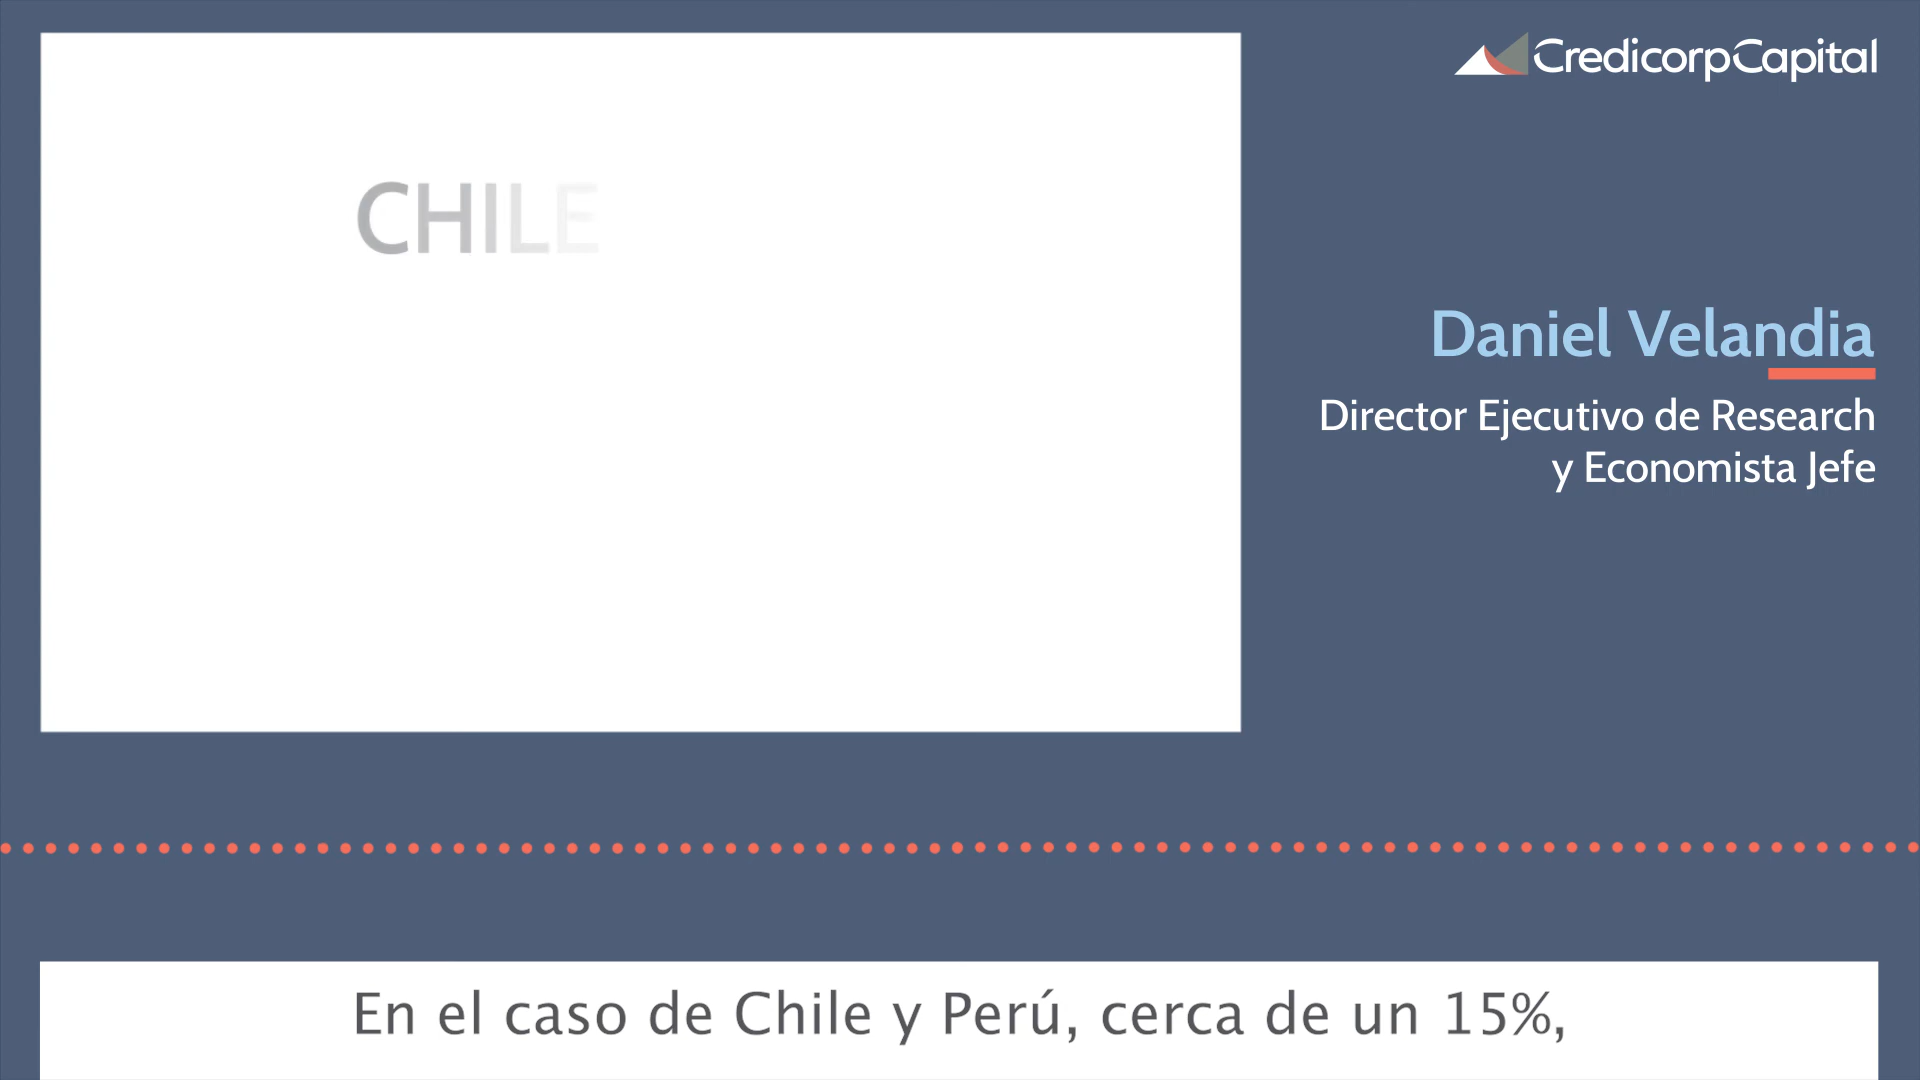 CredicorpCapital
CHILE
Daniel Velandia
Director Ejecutivo de Research
y Economista Jefe
En el caso de Chile y Perú, cerca de un 15%,